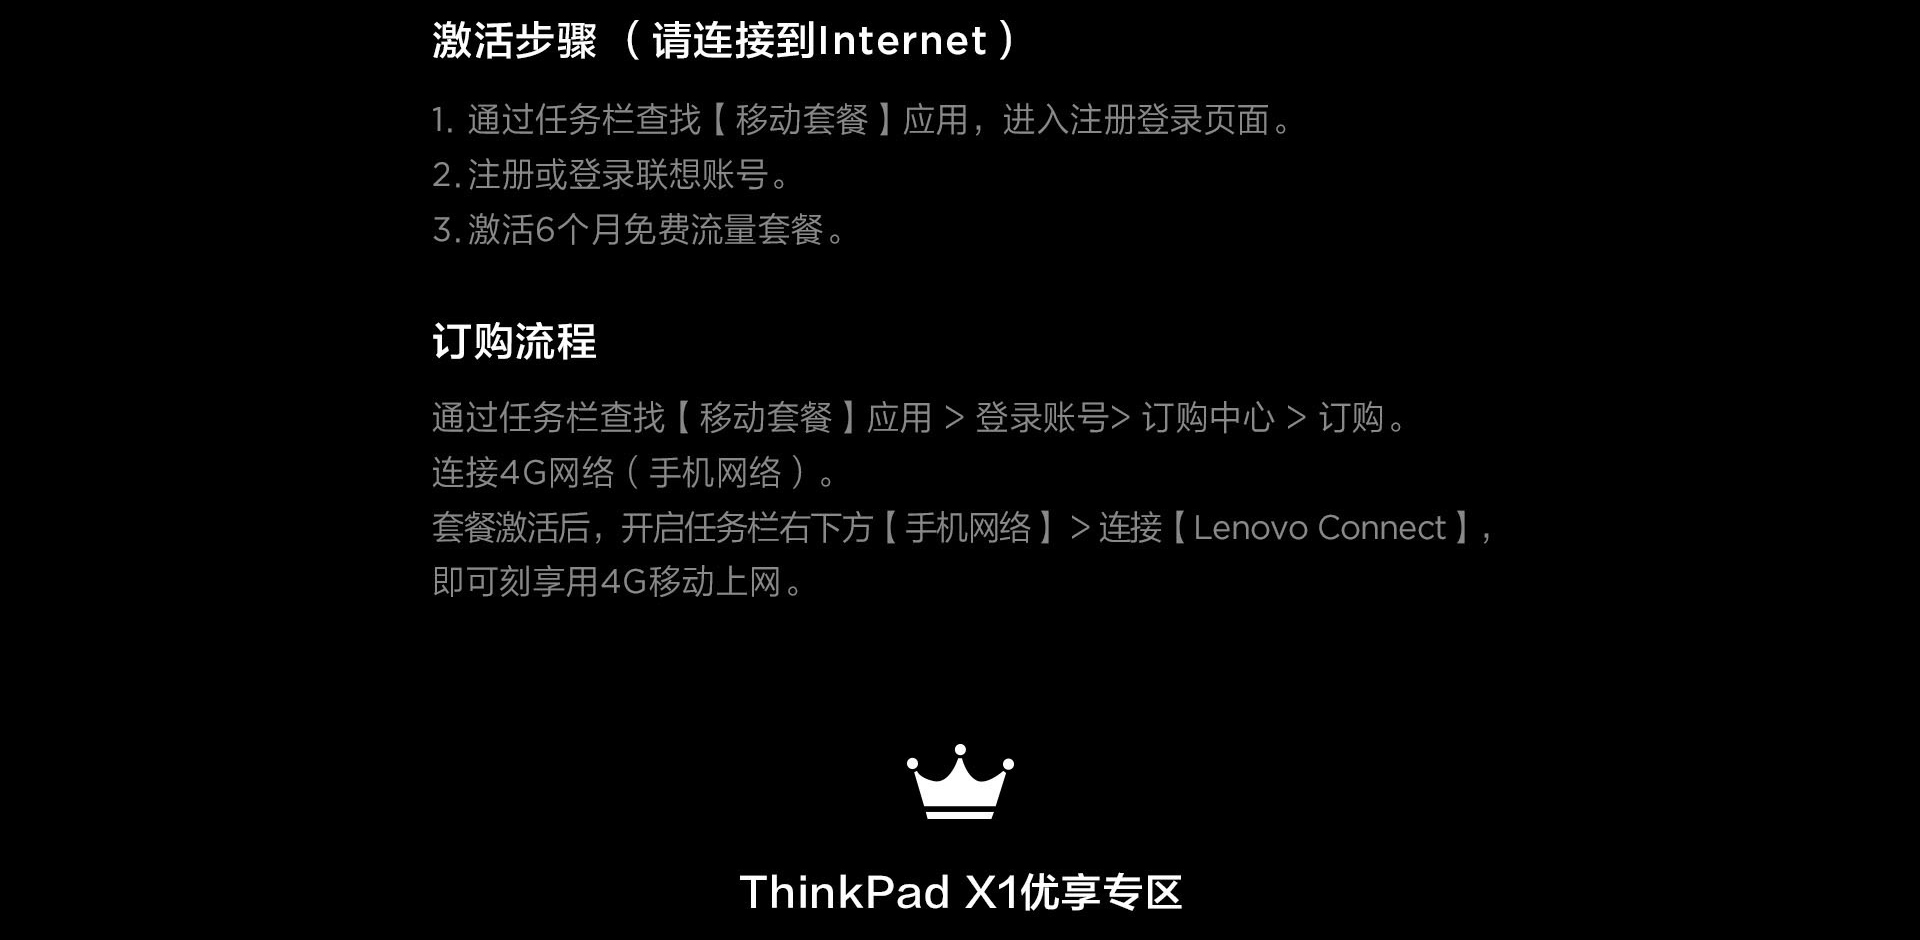 激活步骤（请连接到Internet）
1. 通过任务栏查找【移动套餐】应用，进入注册登录页面。
2. 注册或登录联想账号。
3. 激活6个月免费流量套餐。
订购流程
通过任务栏查找【移动套餐】应用 > 登录账号> 订购中心 > 订购。
连接4G网络（手机网络）。
套餐激活后，开启任务栏右下方【手机网络】> 连接【Lenovo Connect】，
即可刻享用4G移动上网。
ThinkPad X1优享专区